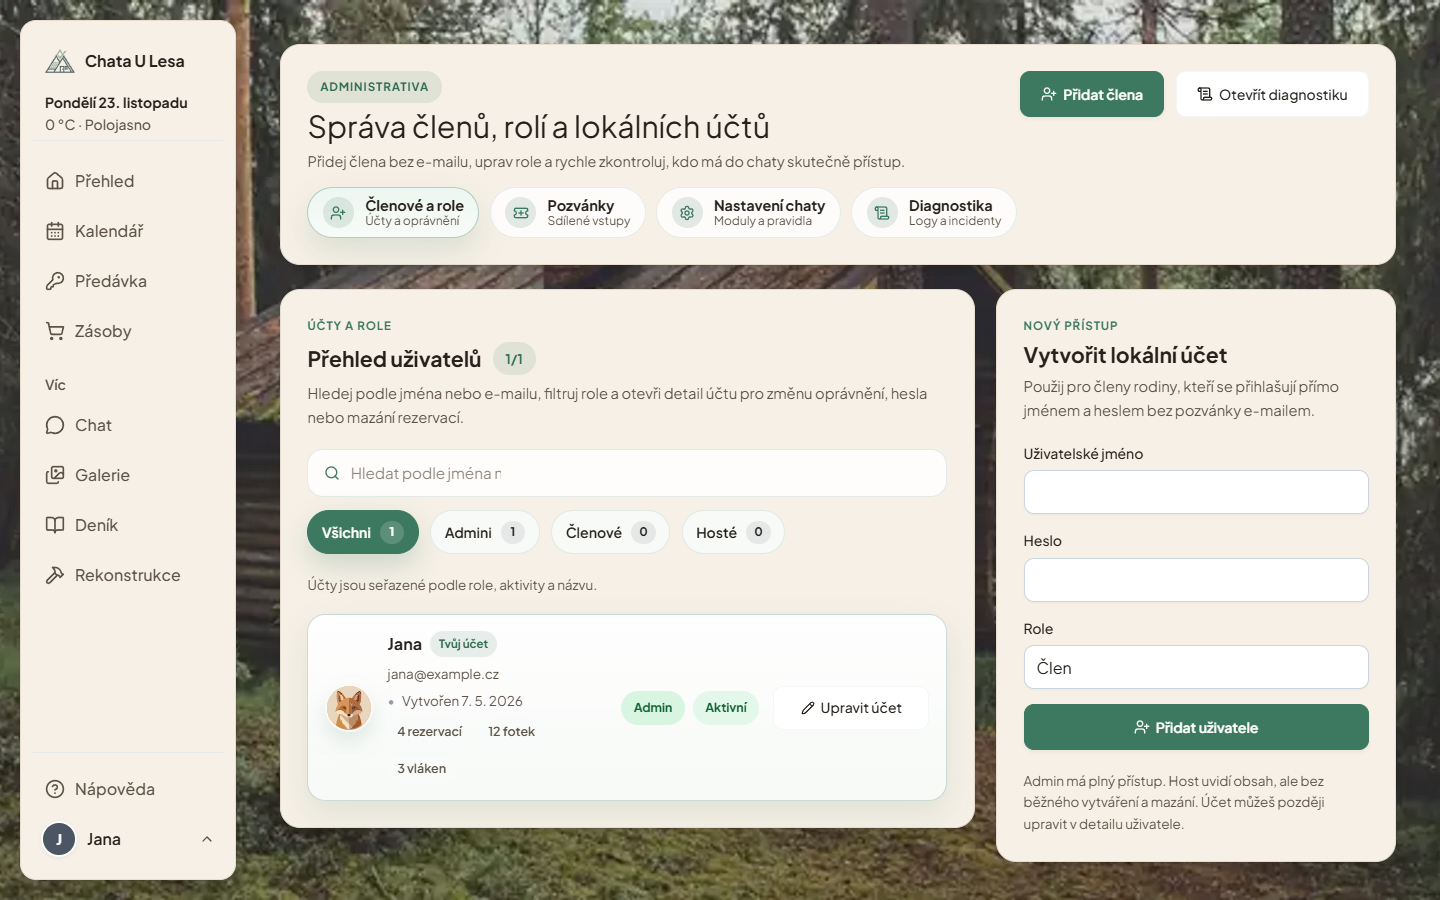 Chata U Lesa
Pondělí 23. listopadu
0 °C · Polojasno
Přehled
Kalendář
Předávka
Zásoby
Víc
Chat
Galerie
Deník
Rekonstrukce
Nápověda
J Jana
ADMINISTRATIVA
Správa členů, rolí a lokálních účtů
Přidej člena bez e-mailu, uprav role a rychle zkontroluj, kdo má do chaty skutečně přístup.
Přidat člena
Otevřít diagnostiku
Členové a role
Účty a oprávnění
Pozvánky
Sdílené vstupy
Nastavení chaty
Moduly a pravidla
Diagnostika
Logy a incidenty
ÚČTY A ROLE
Přehled uživatelů 1/1
Hledej podle jména nebo e-mailu, filtruj role a otevři detail účtu pro změnu oprávnění, hesla
nebo mazání rezervací.
Hledat podle jména n
Všichni 1
Admini 1
Členové 0
Hosté 0
Účty jsou seřazené podle role, aktivity a názvu.
Jana Tvůj účet
jana@example.cz
• Vytvořen 7. 5. 2026
4 rezervací 12 fotek
3 vláken
Admin
Aktivní
Upravit účet
NOVÝ PŘÍSTUP
Vytvořit lokální účet
Použij pro členy rodiny, kteří se přihlašují přímo
jménem a heslem bez pozvánky e-mailem.
Uživatelské jméno
Heslo
Role
Člen
Přidat uživatele
Admin má plný přístup. Host uvidí obsah, ale bez
běžného vytváření a mazání. Účet můžeš později
upravit v detailu uživatele.